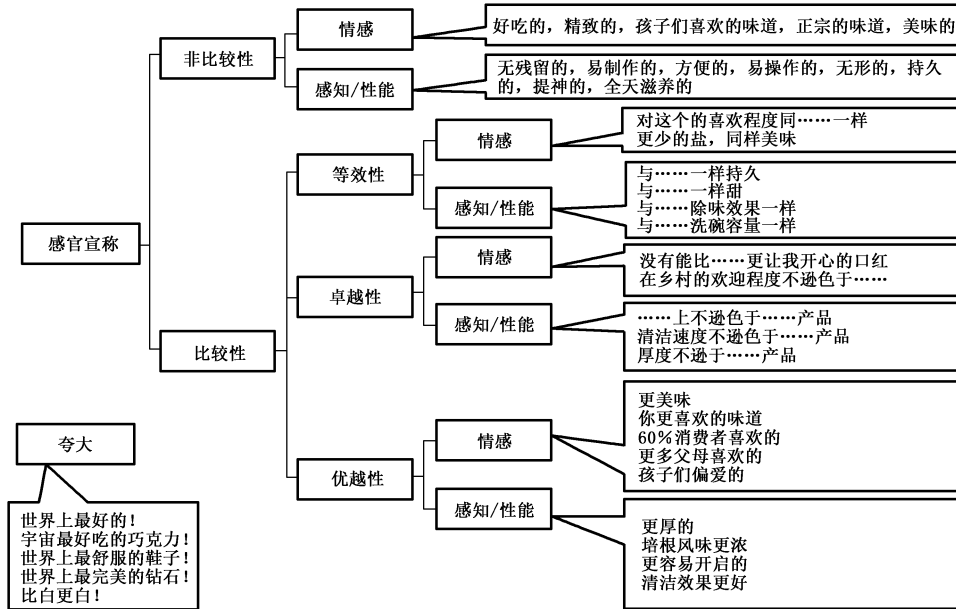 情感
好吃的，精致的，孩子们喜欢的味道，正宗的味道，美味的
非比较性
感知/性能
无残留的，易制作的，方便的，易操作的，无形的，持久
的，提神的，全天滋养的
对这个的喜欢程度同……一样
更少的盐，同样美味
情感
等效性
与……一样持久
与……一样甜
与……除味效果一样
与……洗碗容量一样
感知/性能
感官宣称
情感
没有能比……更让我开心的口红
在乡村的欢迎程度不逊色于……
卓越性
感知/性能
……上不逊色于……产品
清洁速度不逊色于……产品
厚度不逊于……产品
比较性
更美味
你更喜欢的味道
60%消费者喜欢的
更多父母喜欢的
孩子们偏爱的
情感
优越性
感知/性能
更厚的
培根风味更浓
更容易开启的
清洁效果更好
夸大
世界上最好的！
宇宙最好吃的巧克力！
世界上最舒服的鞋子！
世界上最完美的钻石！
比白更白！